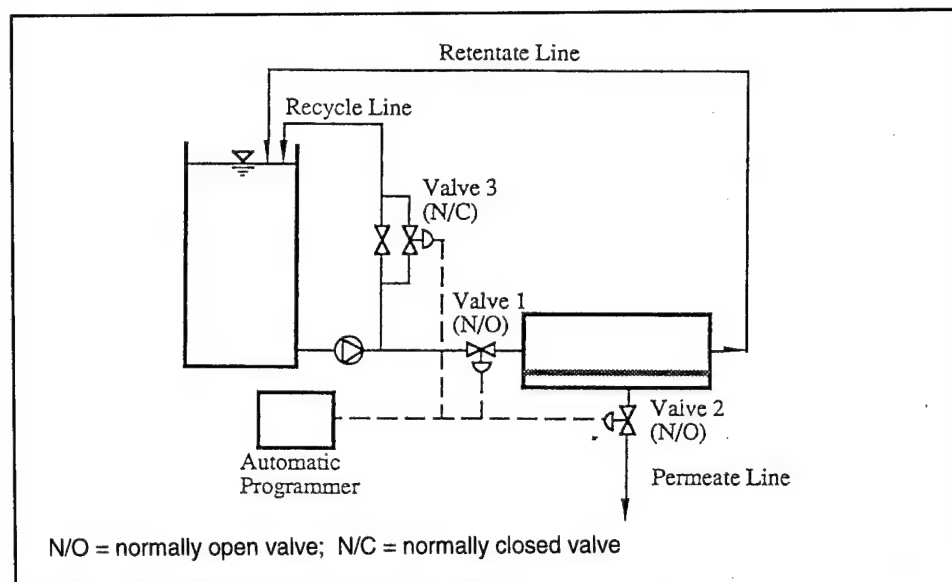 Retentate Line
Recycle Line
Valve 3
(N/C)
Valve 1
(N/O)
Valve 2
(N/O)
Automatic
Programmer
Permeate Line
N/O = normally open valve; N/C = normally closed valve